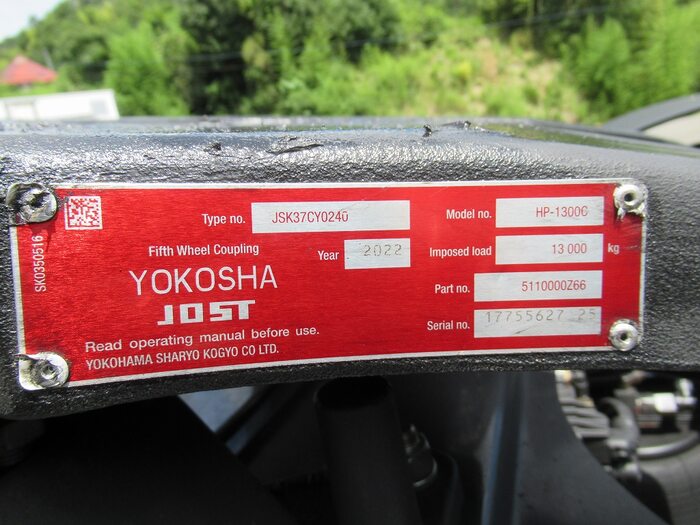 SK0350516
Type no. JSK37CY0240
Model no. HP-1300C
Fifth Wheel Coupling
Year 2022
Imposed load 13 000 kg
YOKOSHA
JOST
Part no. 5110000Z66
Serial no. 17755627 25
Read operating manual before use.
YOKOHAMA SHARYO KOGYO CO LTD.